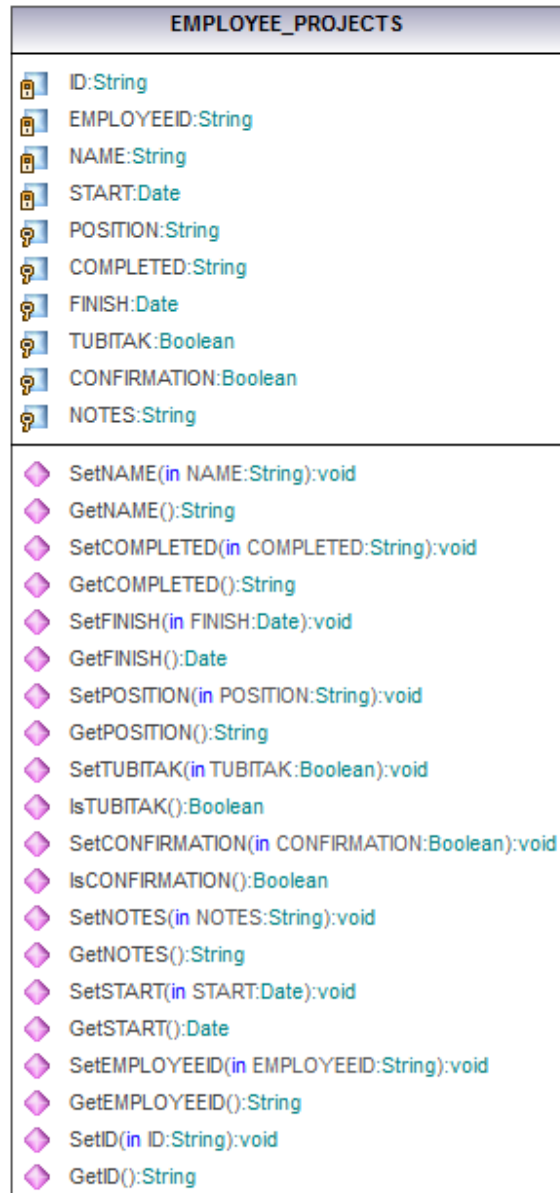 EMPLOYEE_PROJECTS
ID:String
EMPLOYEEID:String
NAME:String
START:Date
POSITION:String
COMPLETED:String
FINISH:Date
TUBITAK:Boolean
CONFIRMATION:Boolean
NOTES:String
SetNAME(in NAME:String):void
GetNAME():String
SetCOMPLETED(in COMPLETED:String):void
GetCOMPLETED():String
SetFINISH(in FINISH:Date):void
GetFINISH():Date
SetPOSITION(in POSITION:String):void
GetPOSITION():String
SetTUBITAK(in TUBITAK:Boolean):void
IsTUBITAK():Boolean
SetCONFIRMATION(in CONFIRMATION:Boolean):void
IsCONFIRMATION():Boolean
SetNOTES(in NOTES:String):void
GetNOTES():String
SetSTART(in START:Date):void
GetSTART():Date
SetEMPLOYEEID(in EMPLOYEEID:String):void
GetEMPLOYEEID():String
SetID(in ID:String):void
GetID():String